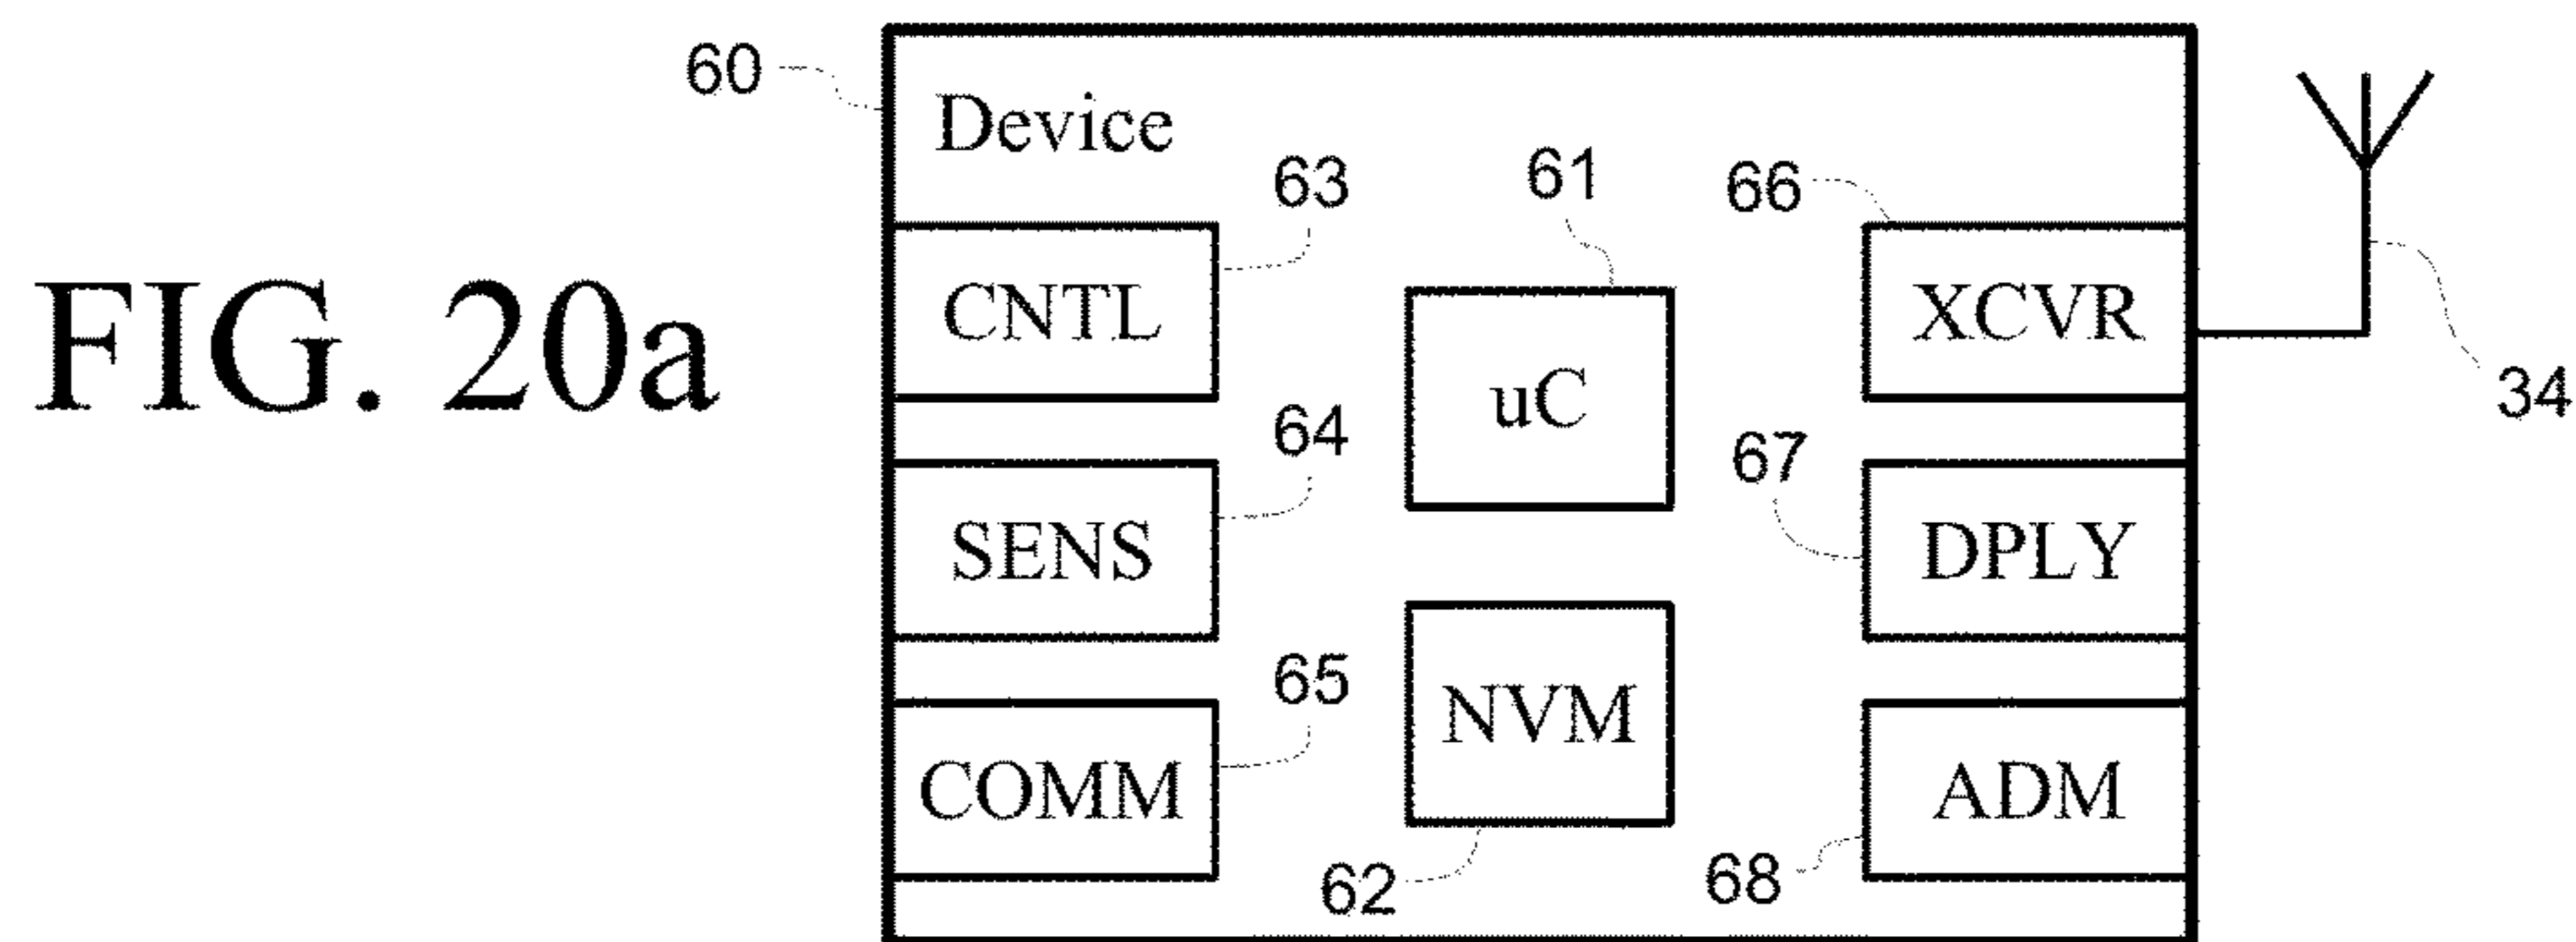 FIG. 20a
60
Device
63
61
66
CNTL
uC
XCVR
34
64
67
SENS
DPLY
65
NVM
COMM
ADM
62
68